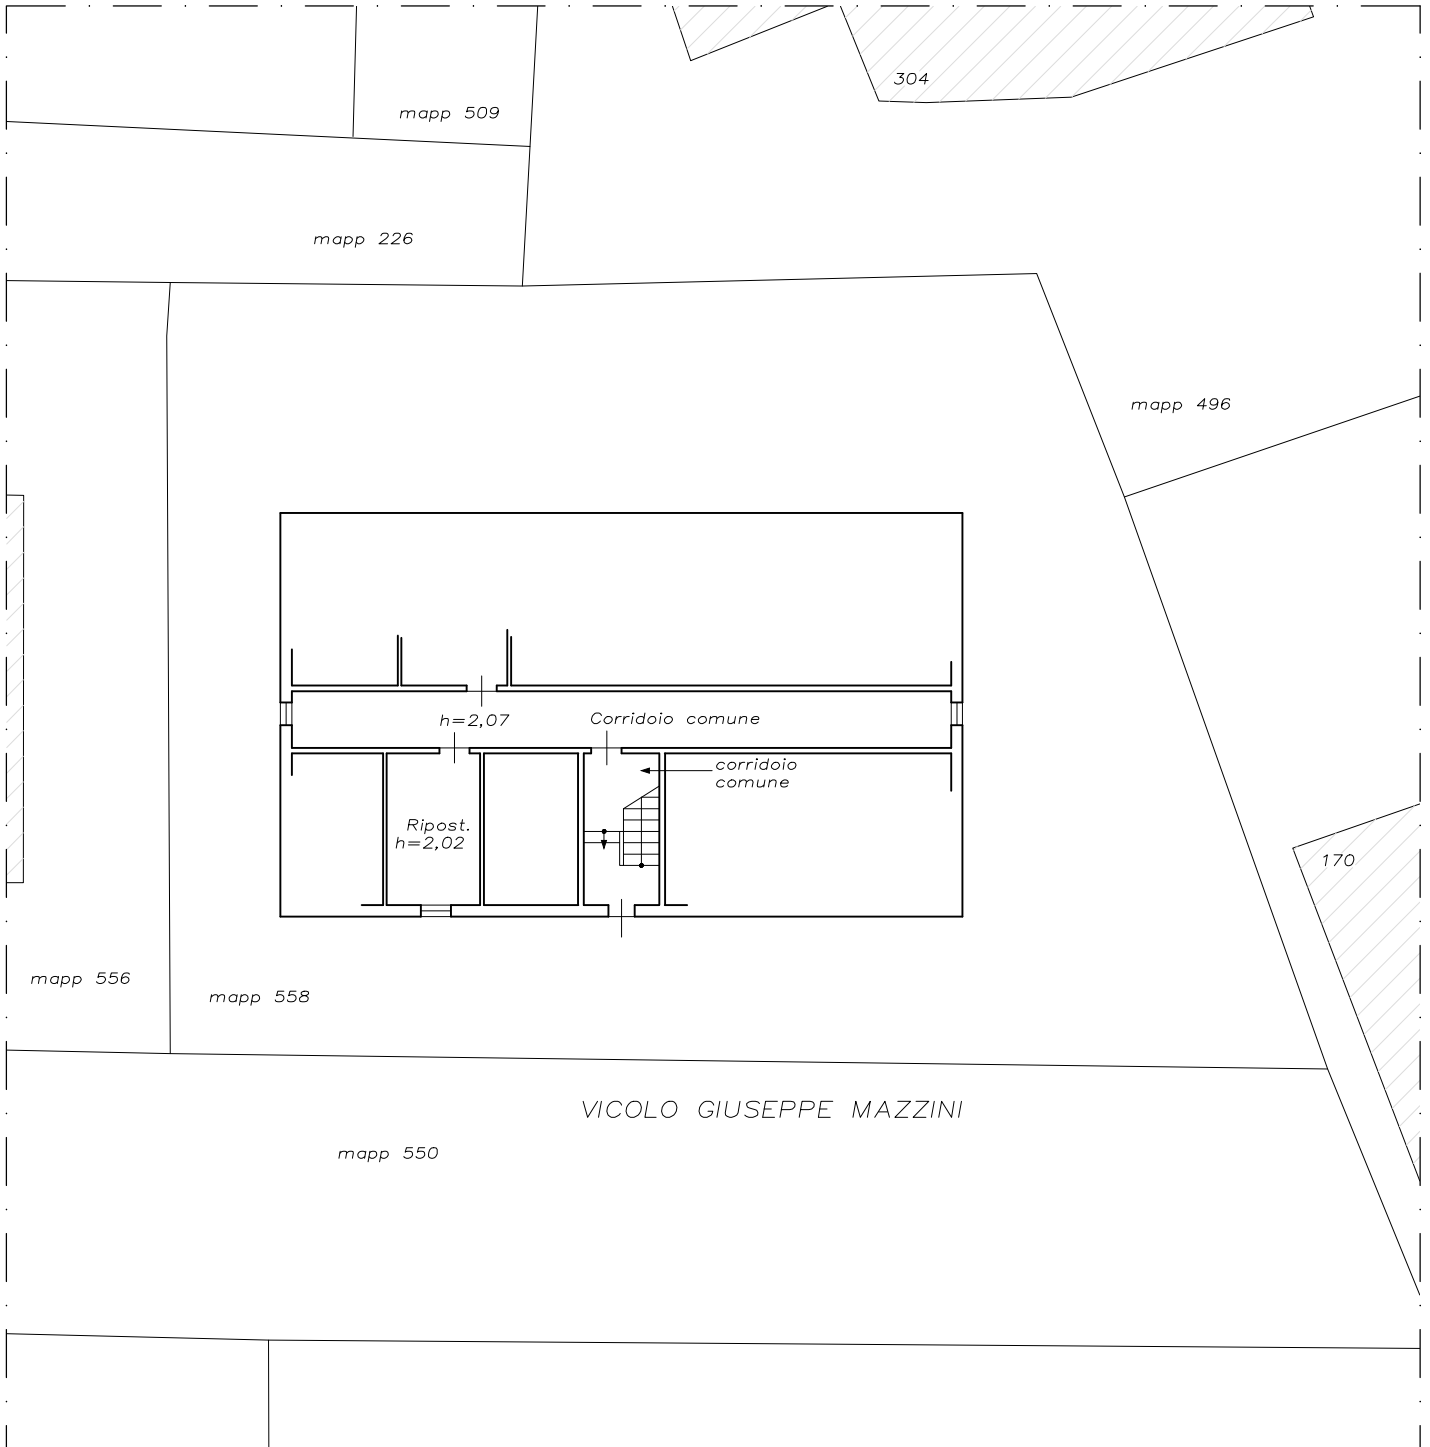 304
mapp 509
mapp 226
mapp 496
h=2,07
Corridoio comune
corridoio
comune
Ripost.
h=2,02
170
mapp 556
mapp 558
VICOLO GIUSEPPE MAZZINI
mapp 550